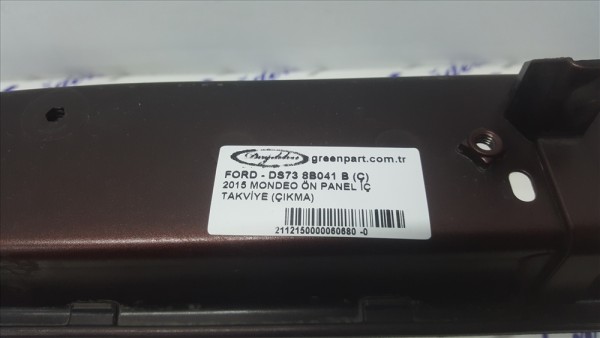 greenpart.com.tr
FORD - DS73 8B041 B (Ç)
2015 MONDEO ÖN PANEL İÇ
TAKVİYE (ÇIKMA)
2112150000060680 -0